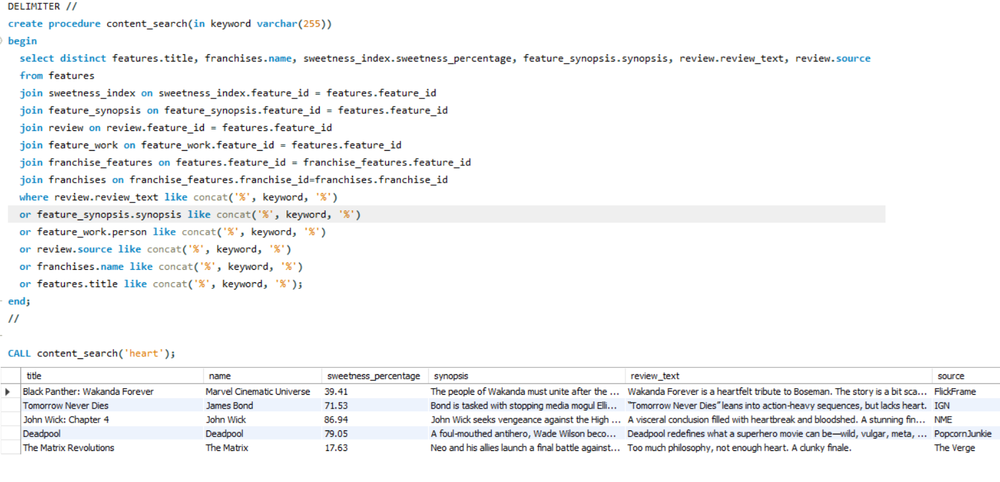 DELIMITER //
create procedure content_search(in keyword varchar(255))
begin
select distinct features.title, franchises.name, sweetness_index.sweetness_percentage, feature_synopsis.synopsis, review.review_text, review.source
from features
join sweetness_index on sweetness_index.feature_id = features.feature_id
join feature_synopsis on feature_synopsis.feature_id = features.feature_id
join review on review.feature_id = features.feature_id
join feature_work on feature_work.feature_id = features.feature_id
join franchise_features on features.feature_id = franchise_features.feature_id
join franchises on franchise_features.franchise_id=franchises.franchise_id
where review.review_text like concat('%', keyword, '%')
or feature_synopsis.synopsis like concat('%', keyword, '%')
or feature_work.person like concat('%', keyword, '%')
or review.source like concat('%', keyword, '%')
or franchises.name like concat('%', keyword, '%')
or features.title like concat('%', keyword, '%');
end;
//
CALL content_search('heart');
title name sweetness_percentage synopsis review_text source
Black Panther: Wakanda Forever Marvel Cinematic Universe 39.41 The people of Wakanda must unite after the ... Wakanda Forever is a heartfelt tribute to Boseman. The story is a bit sca... FlickFrame
Tomorrow Never Dies James Bond 71.53 Bond is tasked with stopping media mogul Elli... “Tomorrow Never Dies” leans into action-heavy sequences, but lacks heart. IGN
John Wick: Chapter 4 John Wick 86.94 John Wick seeks vengeance against the High ... A visceral conclusion filled with heartbreak and bloodshed. A stunning fin... NME
Deadpool Deadpool 79.05 A foul-mouthed antihero, Wade Wilson beco... Deadpool redefines what a superhero movie can be—wild, vulgar, meta, ... PopcornJunkie
The Matrix Revolutions The Matrix 17.63 Neo and his allies launch a final battle against... Too much philosophy, not enough heart. A clunky finale. The Verge